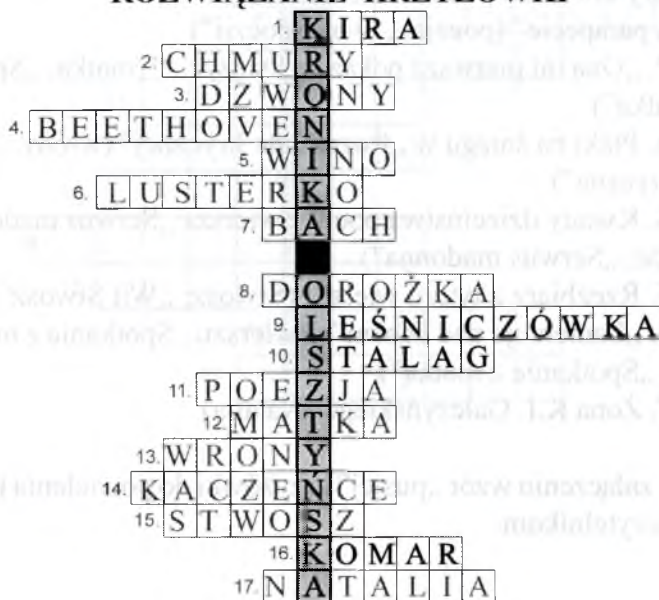 ROZWIĄZANIE KRZYŻÓWKI
1. KIRA
2. CHMURY
3. DZWONY
4. BEETHOVEN
5. WINO
6. LUSTERKO
7. BACH
8. DOROŻKA
9. LEŚNICZÓWKA
10. STALAG
11. POEZJA
12. MATKA
13. WRONY
14. KACZEŃCE
15. STWOSZ
16. KOMAR
17. NATALIA